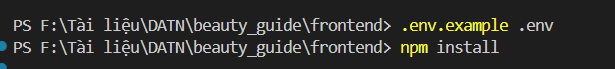 PS F:\Tài liệu\DATN\beauty_guide\frontend> .env.example .env
PS F:\Tài liệu\DATN\beauty_guide\frontend> npm install